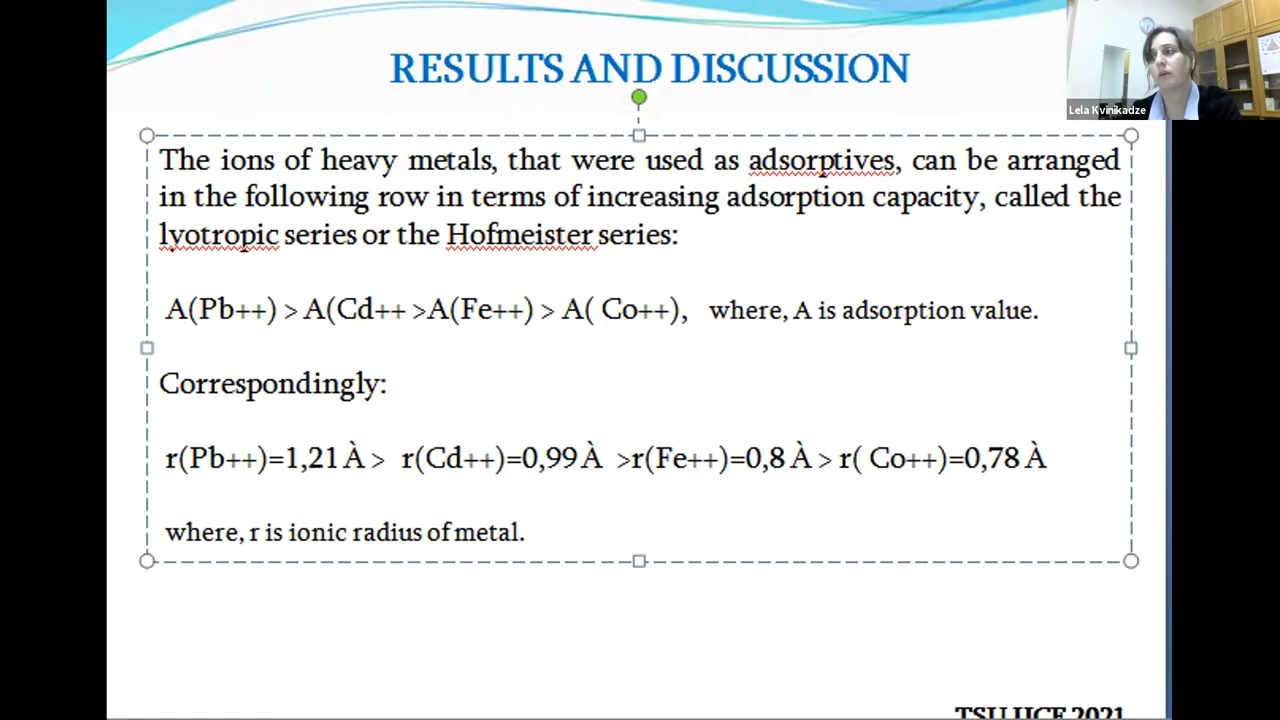 RESULTS AND DISCUSSION
Lela Kvinikadze
The ions of heavy metals, that were used as adsorptives, can be arranged
in the following row in terms of increasing adsorption capacity, called the
lyotropic series or the Hofmeister series:
A(Pb++) > A(Cd++ >A(Fe++) > A( Co++), where, A is adsorption value.
Correspondingly:
r(Pb++)=1,21 À > r(Cd++)=0,99 À >r(Fe++)=0,8 À > r( Co++)=0,78 À
where, r is ionic radius of metal.
TSU IJCE 2021